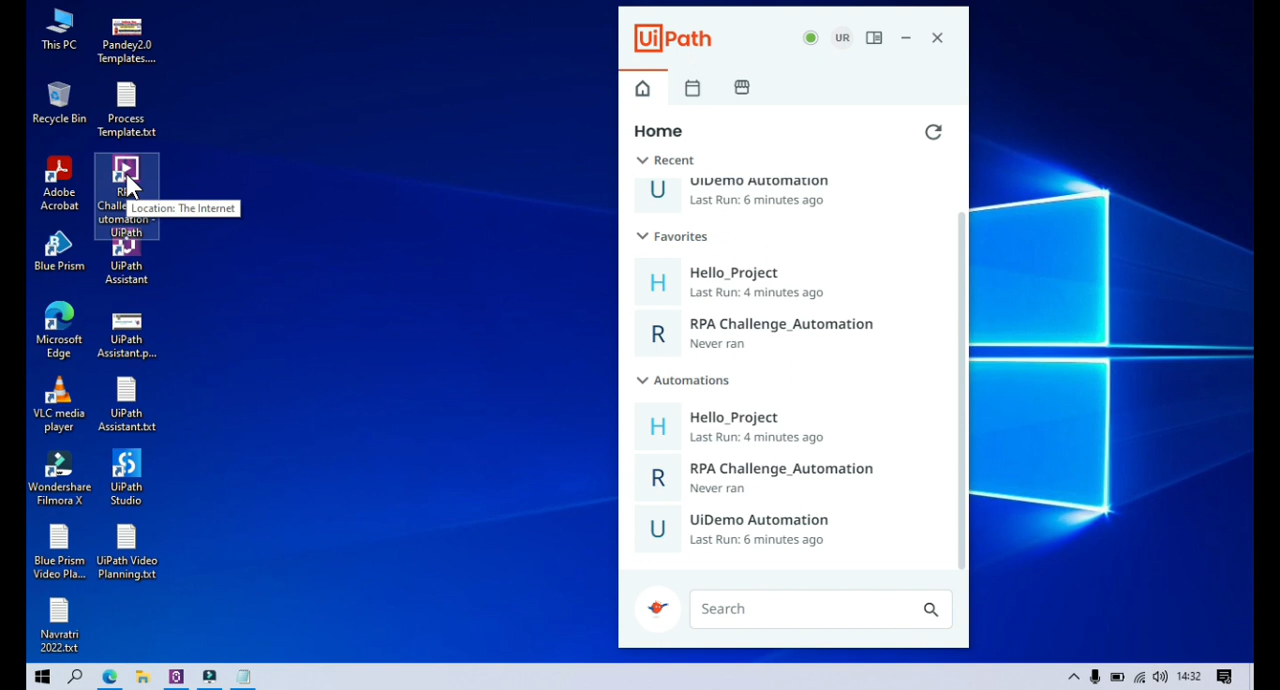 This PC
Pandey2.0
Templates....
Recycle Bin
Process
Template.txt
Adobe
Acrobat
RPA
Challenge_A
utomation -
UiPath
Location: The Internet
Blue Prism
UiPath
Assistant
Microsoft
Edge
UiPath
Assistant.p...
VLC media
player
UiPath
Assistant.txt
Wondershare
Filmora X
UiPath
Studio
Blue Prism
Video Pla...
UiPath Video
Planning.txt
Navratri
2022.txt
UiPath
UR
Home
Recent
U
UiDemo Automation
Last Run: 6 minutes ago
Favorites
H
Hello_Project
Last Run: 4 minutes ago
R
RPA Challenge_Automation
Never ran
Automations
H
Hello_Project
Last Run: 4 minutes ago
R
RPA Challenge_Automation
Never ran
U
UiDemo Automation
Last Run: 6 minutes ago
Search
14:32